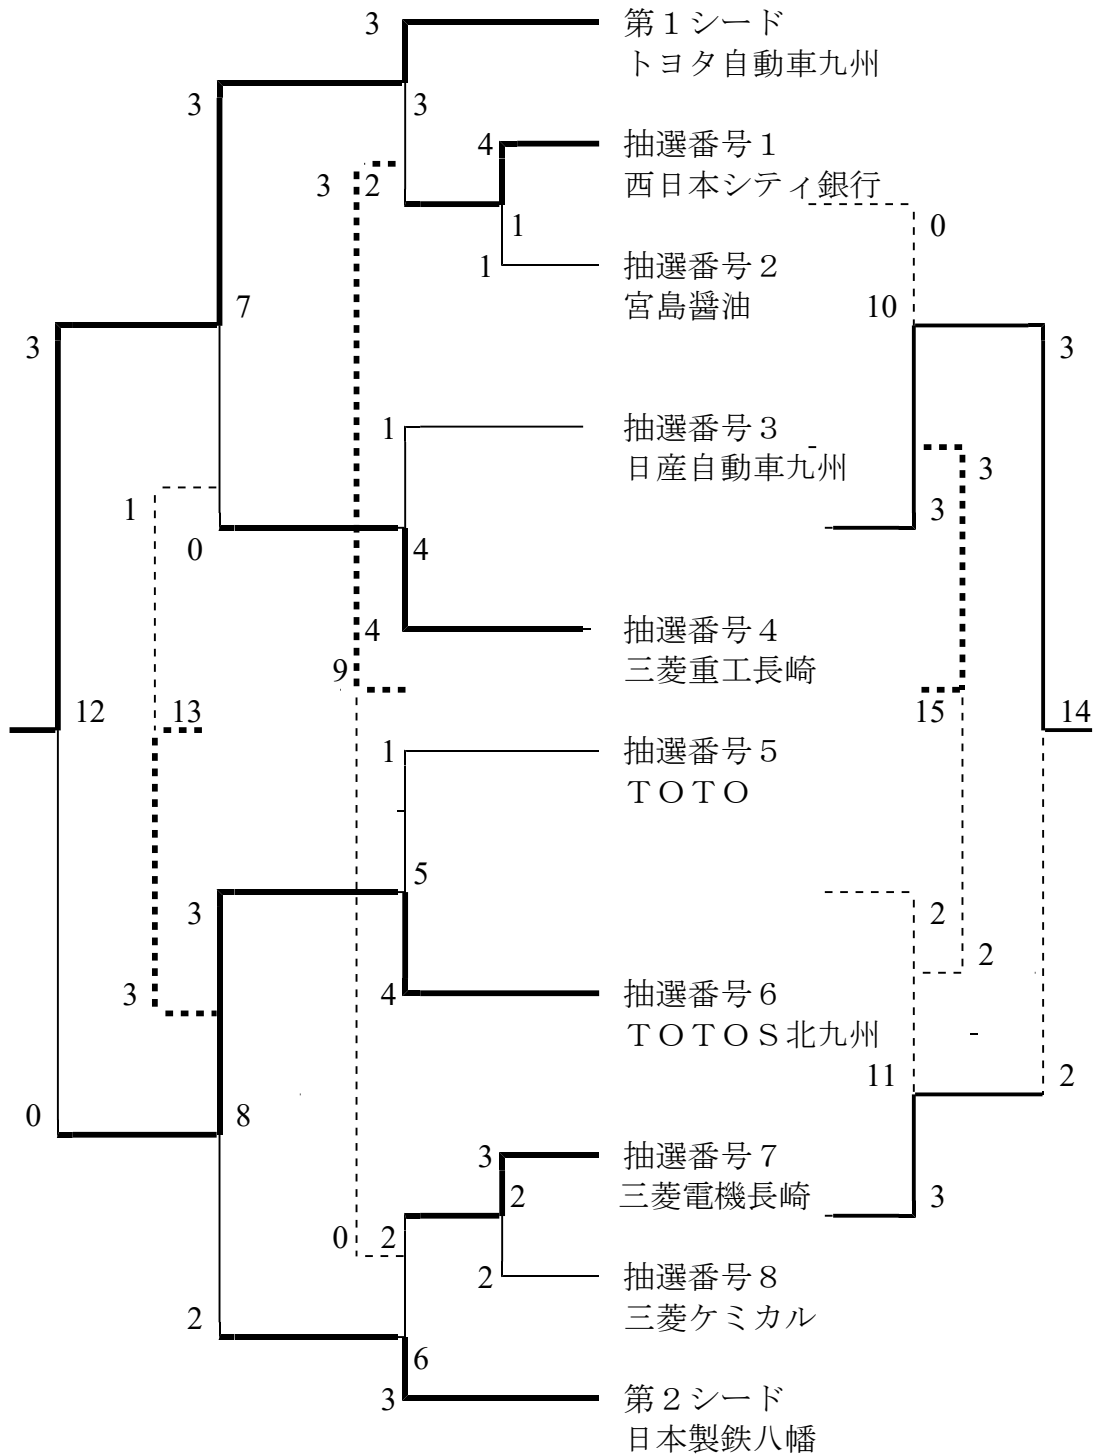 3
第１シード
トヨタ自動車九州
3
3
4
抽選番号１
3
2
西日本シティ銀行
1
0
1
抽選番号２
宮島醤油
7
10
3
3
1
抽選番号３
日産自動車九州
3
1
3
0
4
4
抽選番号４
9
三菱重工長崎
12
13
15
14
1
抽選番号５
ＴＯＴＯ
5
3
2
2
3
4
抽選番号６
ＴＯＴＯＳ北九州
11
2
0
8
3
抽選番号７
2
三菱電機長崎
3
0
2
2
抽選番号８
三菱ケミカル
2
6
3
第２シード
日本製鉄八幡